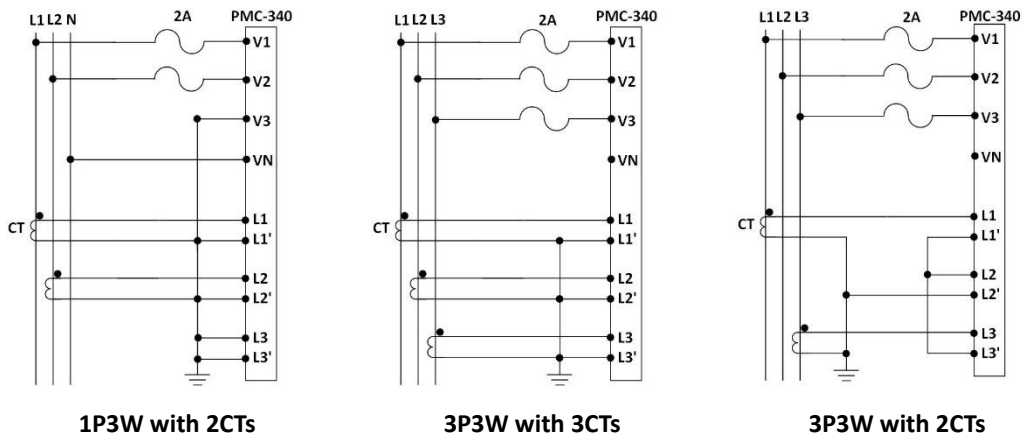 L1 L2 N 2A PMC-340
V1
V2
V3
VN
CT
L1
L1'
L2
L2'
L3
L3'
1P3W with 2CTs
L1 L2 L3 2A PMC-340
V1
V2
V3
VN
CT
L1
L1'
L2
L2'
L3
L3'
3P3W with 3CTs
L1 L2 L3 2A PMC-340
V1
V2
V3
VN
CT
L1
L1'
L2
L2'
L3
L3'
3P3W with 2CTs